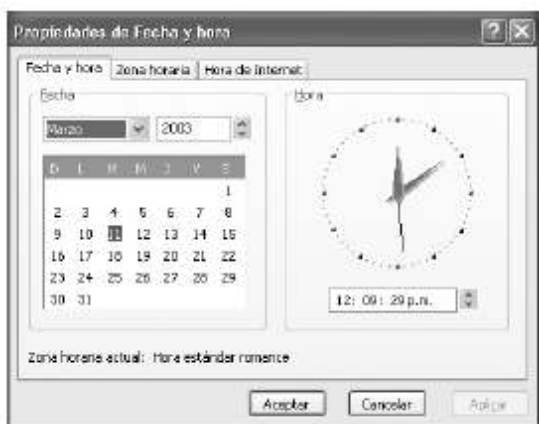 Propiedades de Fecha y hora
Fecha y hora Zona horaria Hora de Internet
Fecha
Hora
Marzo 2003
D L M M J V S
1
2 3 4 5 6 7 8
9 10 11 12 13 14 15
16 17 18 19 20 21 22
23 24 25 26 27 28 29
30 31
12: 09: 29 p.m.
Zona horaria actual: Hora estándar romance
Aceptar Cancelar Aplicar